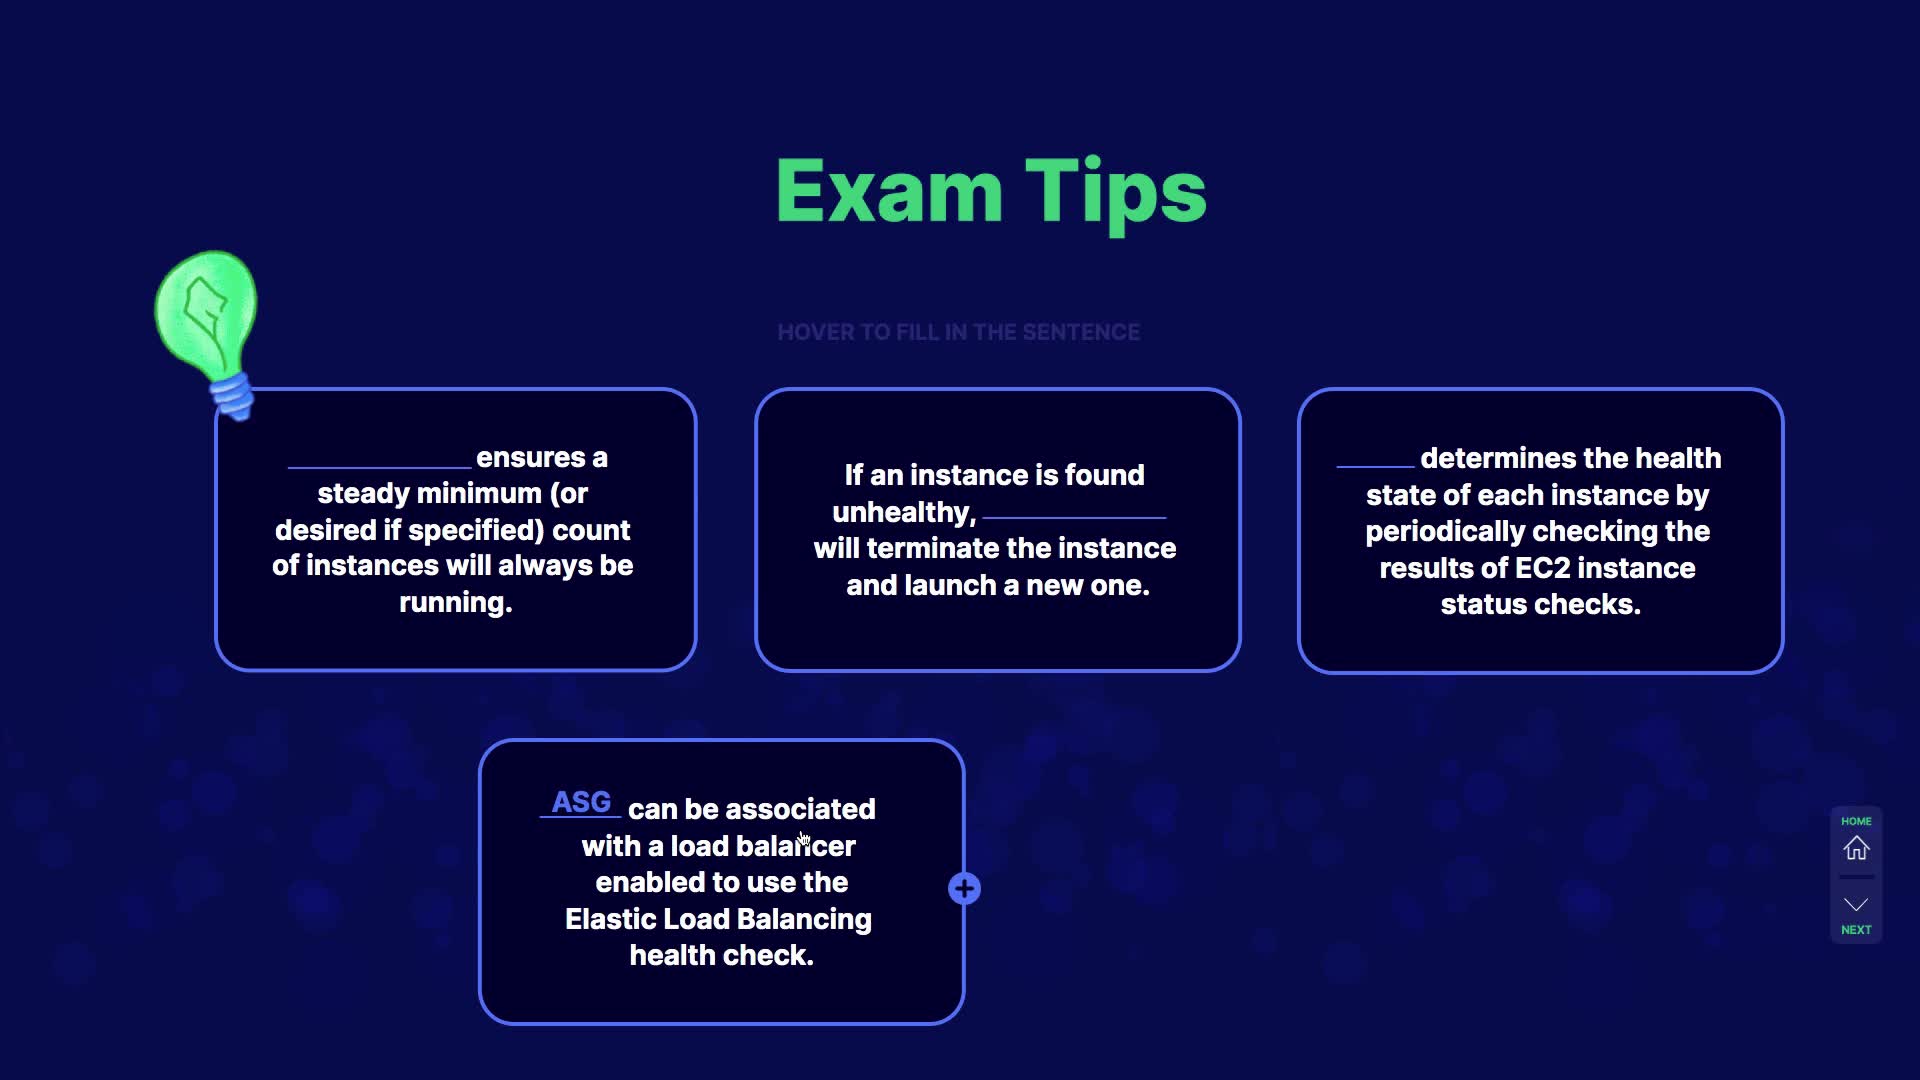 Exam Tips
HOVER TO FILL IN THE SENTENCE
ensures a
steady minimum (or
desired if specified) count
of instances will always be
running.
If an instance is found
unhealthy,
will terminate the instance
and launch a new one.
determines the health
state of each instance by
periodically checking the
results of EC2 instance
status checks.
ASG can be associated
with a load balancer
enabled to use the
Elastic Load Balancing
health check.
HOME
NEXT